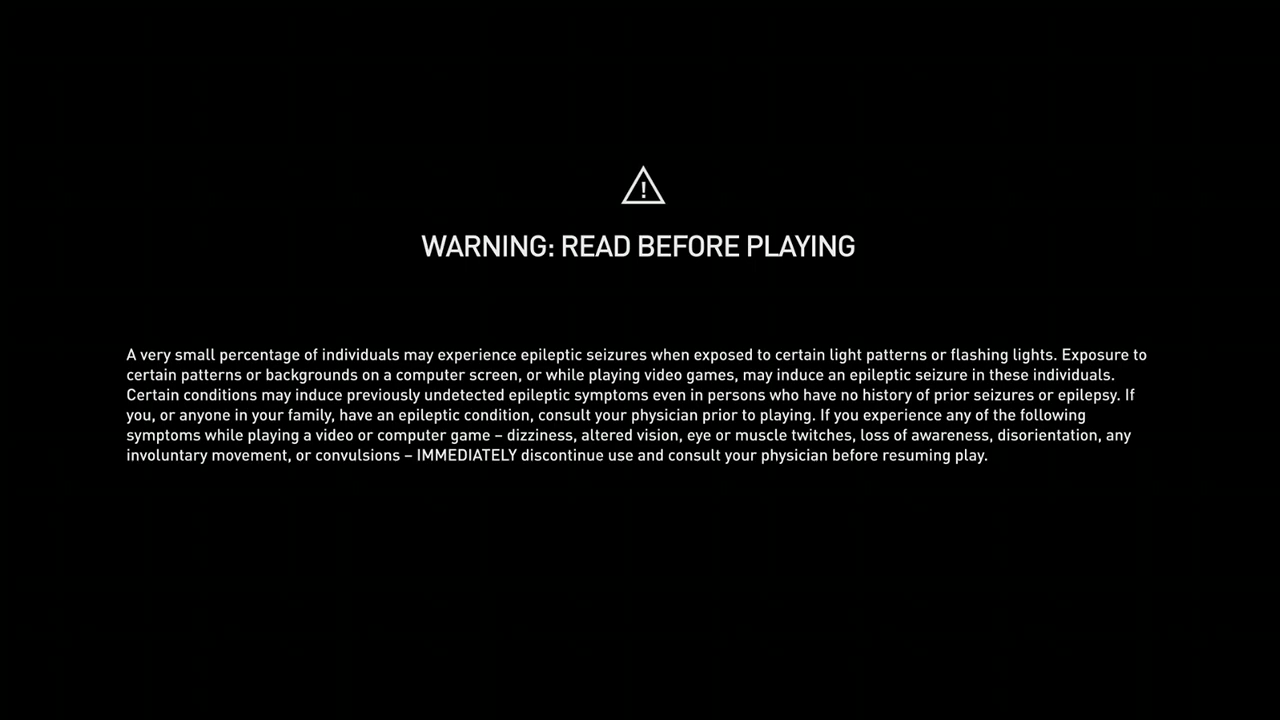 WARNING: READ BEFORE PLAYING
A very small percentage of individuals may experience epileptic seizures when exposed to certain light patterns or flashing lights. Exposure to
certain patterns or backgrounds on a computer screen, or while playing video games, may induce an epileptic seizure in these individuals.
Certain conditions may induce previously undetected epileptic symptoms even in persons who have no history of prior seizures or epilepsy. If
you, or anyone in your family, have an epileptic condition, consult your physician prior to playing. If you experience any of the following
symptoms while playing a video or computer game – dizziness, altered vision, eye or muscle twitches, loss of awareness, disorientation, any
involuntary movement, or convulsions – IMMEDIATELY discontinue use and consult your physician before resuming play.